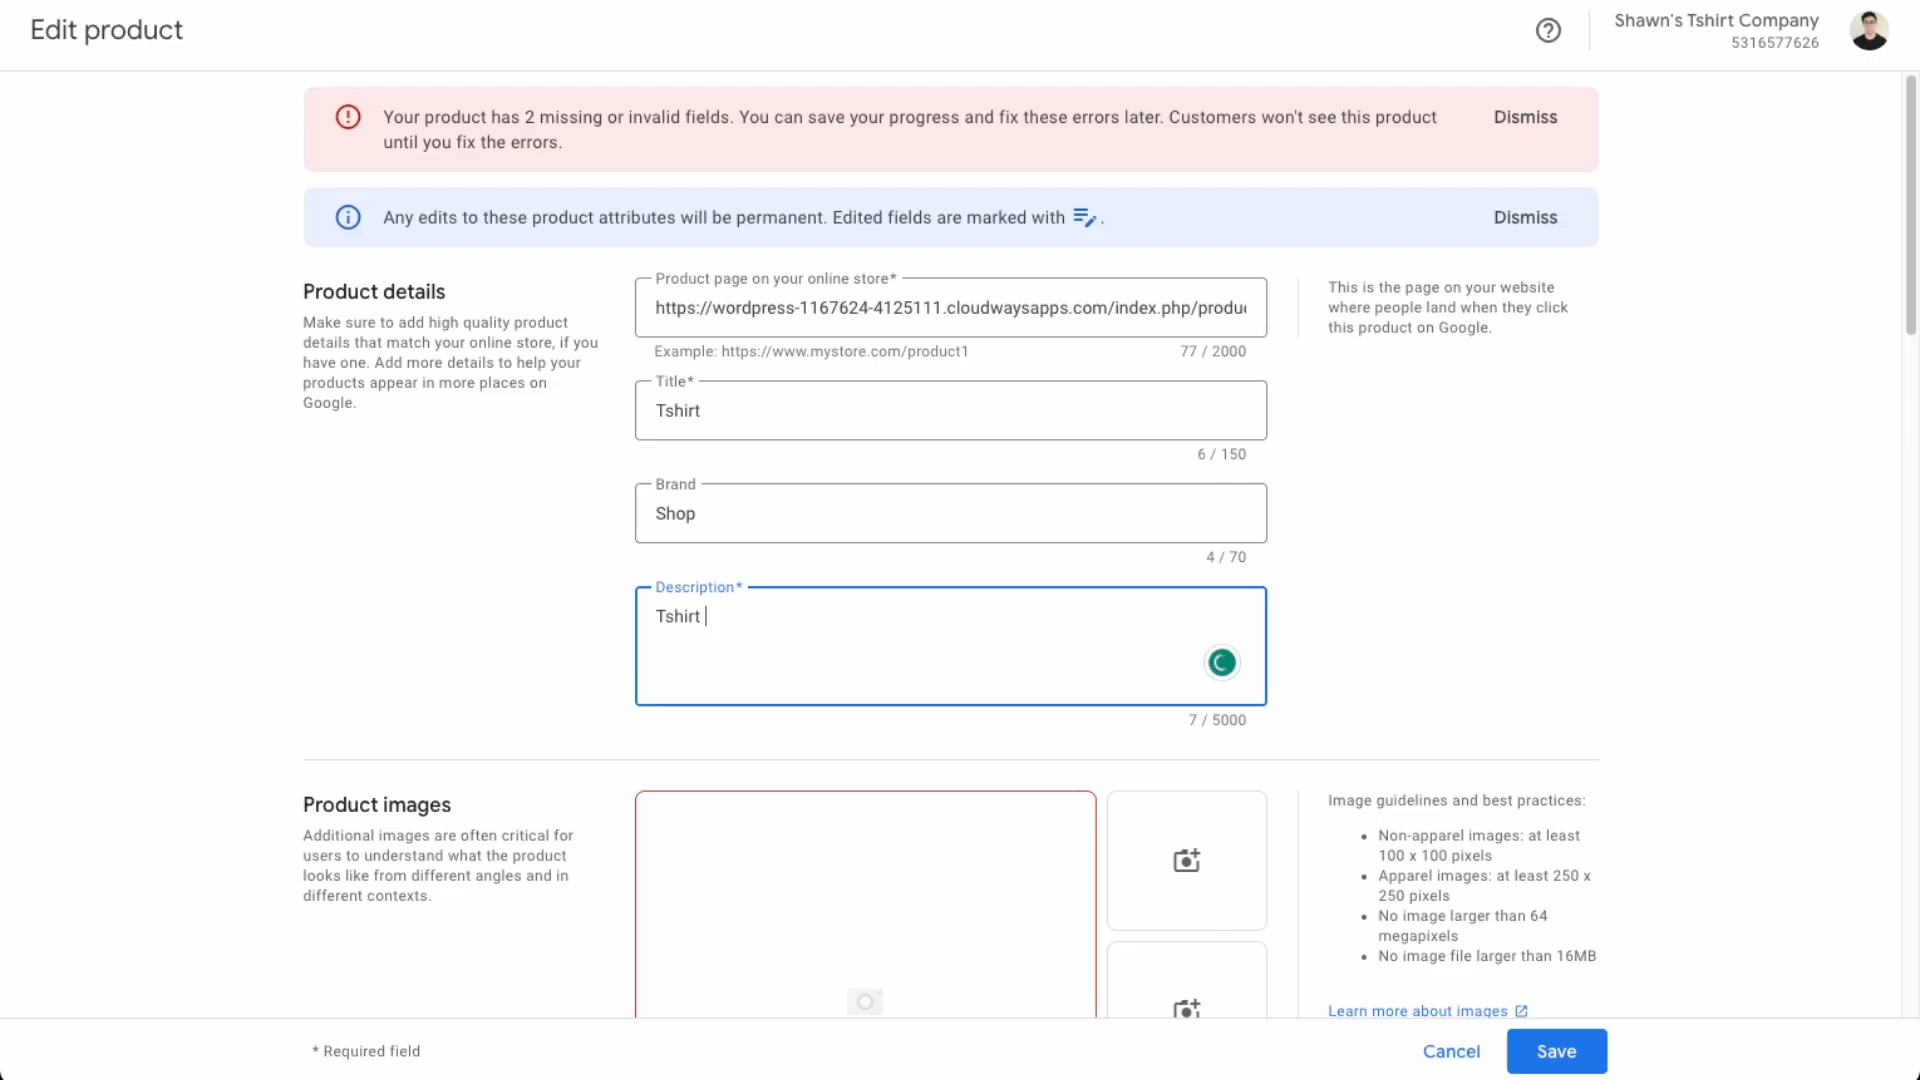 Edit product
Shawn's Tshirt Company
5316577626
Your product has 2 missing or invalid fields. You can save your progress and fix these errors later. Customers won't see this product
until you fix the errors.
Dismiss
Any edits to these product attributes will be permanent. Edited fields are marked with .
Dismiss
Product details
Make sure to add high quality product
details that match your online store, if you
have one. Add more details to help your
products appear in more places on
Google.
Product page on your online store*
https://wordpress-1167624-4125111.cloudwaysapps.com/index.php/produc
Example: https://www.mystore.com/product1
77 / 2000
This is the page on your website
where people land when they click
this product on Google.
Title*
Tshirt
6 / 150
Brand
Shop
4 / 70
Description*
Tshirt
7 / 5000
Product images
Additional images are often critical for
users to understand what the product
looks like from different angles and in
different contexts.
Image guidelines and best practices:
• Non-apparel images: at least
100 x 100 pixels
• Apparel images: at least 250 x
250 pixels
• No image larger than 64
megapixels
• No image file larger than 16MB
Learn more about images
* Required field
Cancel
Save